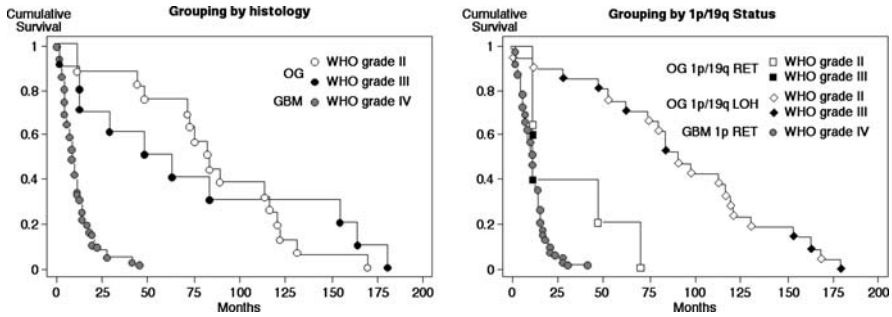 Cumulative
Survival
Grouping by histology
1
0.8
0.6
0.4
0.2
0
OG
WHO grade II
WHO grade III
GBM
WHO grade IV
0 25 50 75 100 125 150 175 200
Months
Cumulative
Survival
Grouping by 1p/19q Status
1
0.8
0.6
0.4
0.2
0
OG 1p/19q RET
WHO grade II
WHO grade III
OG 1p/19q LOH
WHO grade II
WHO grade III
GBM 1p RET
WHO grade IV
0 25 50 75 100 125 150 175 200
Months